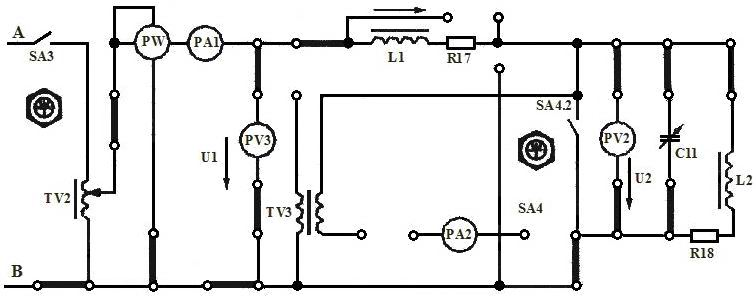 A
SA3
PW
PA1
L1
R17
PV3
U1
SA4.2
PV2
C11
U2
L2
TV2
TV3
SA4
PA2
R18
B